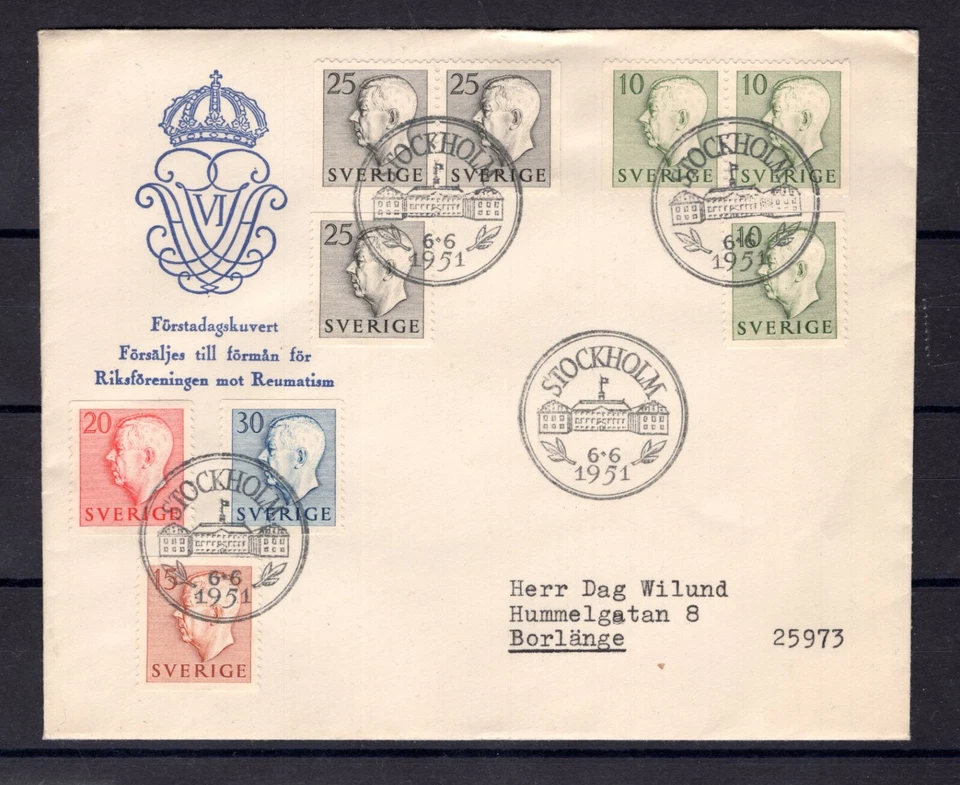 25 25
SVERIGE SVERIGE
10 10
SVERIGE SVERIGE
STOCKHOLM
6·6
1951
STOCKHOLM
6·6
1951
25
SVERIGE
10
SVERIGE
VI
Förstadagskuvert
Försäljes till förmån för
Riksföreningen mot Reumatism
STOCKHOLM
6·6
1951
20
SVERIGE
30
SVERIGE
STOCKHOLM
6·6
1951
15
SVERIGE
Herr Dag Wilund
Hummelgatan 8
Borlänge 25973